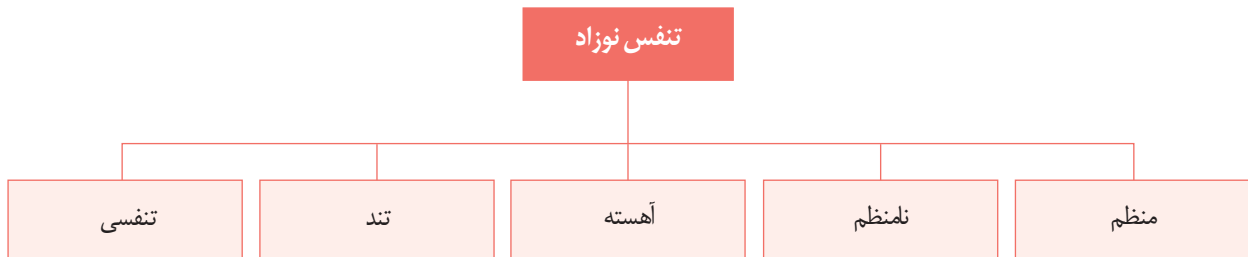 تنفس نوزاد
منظم
نامنظم
آهسته
تند
تنفسی